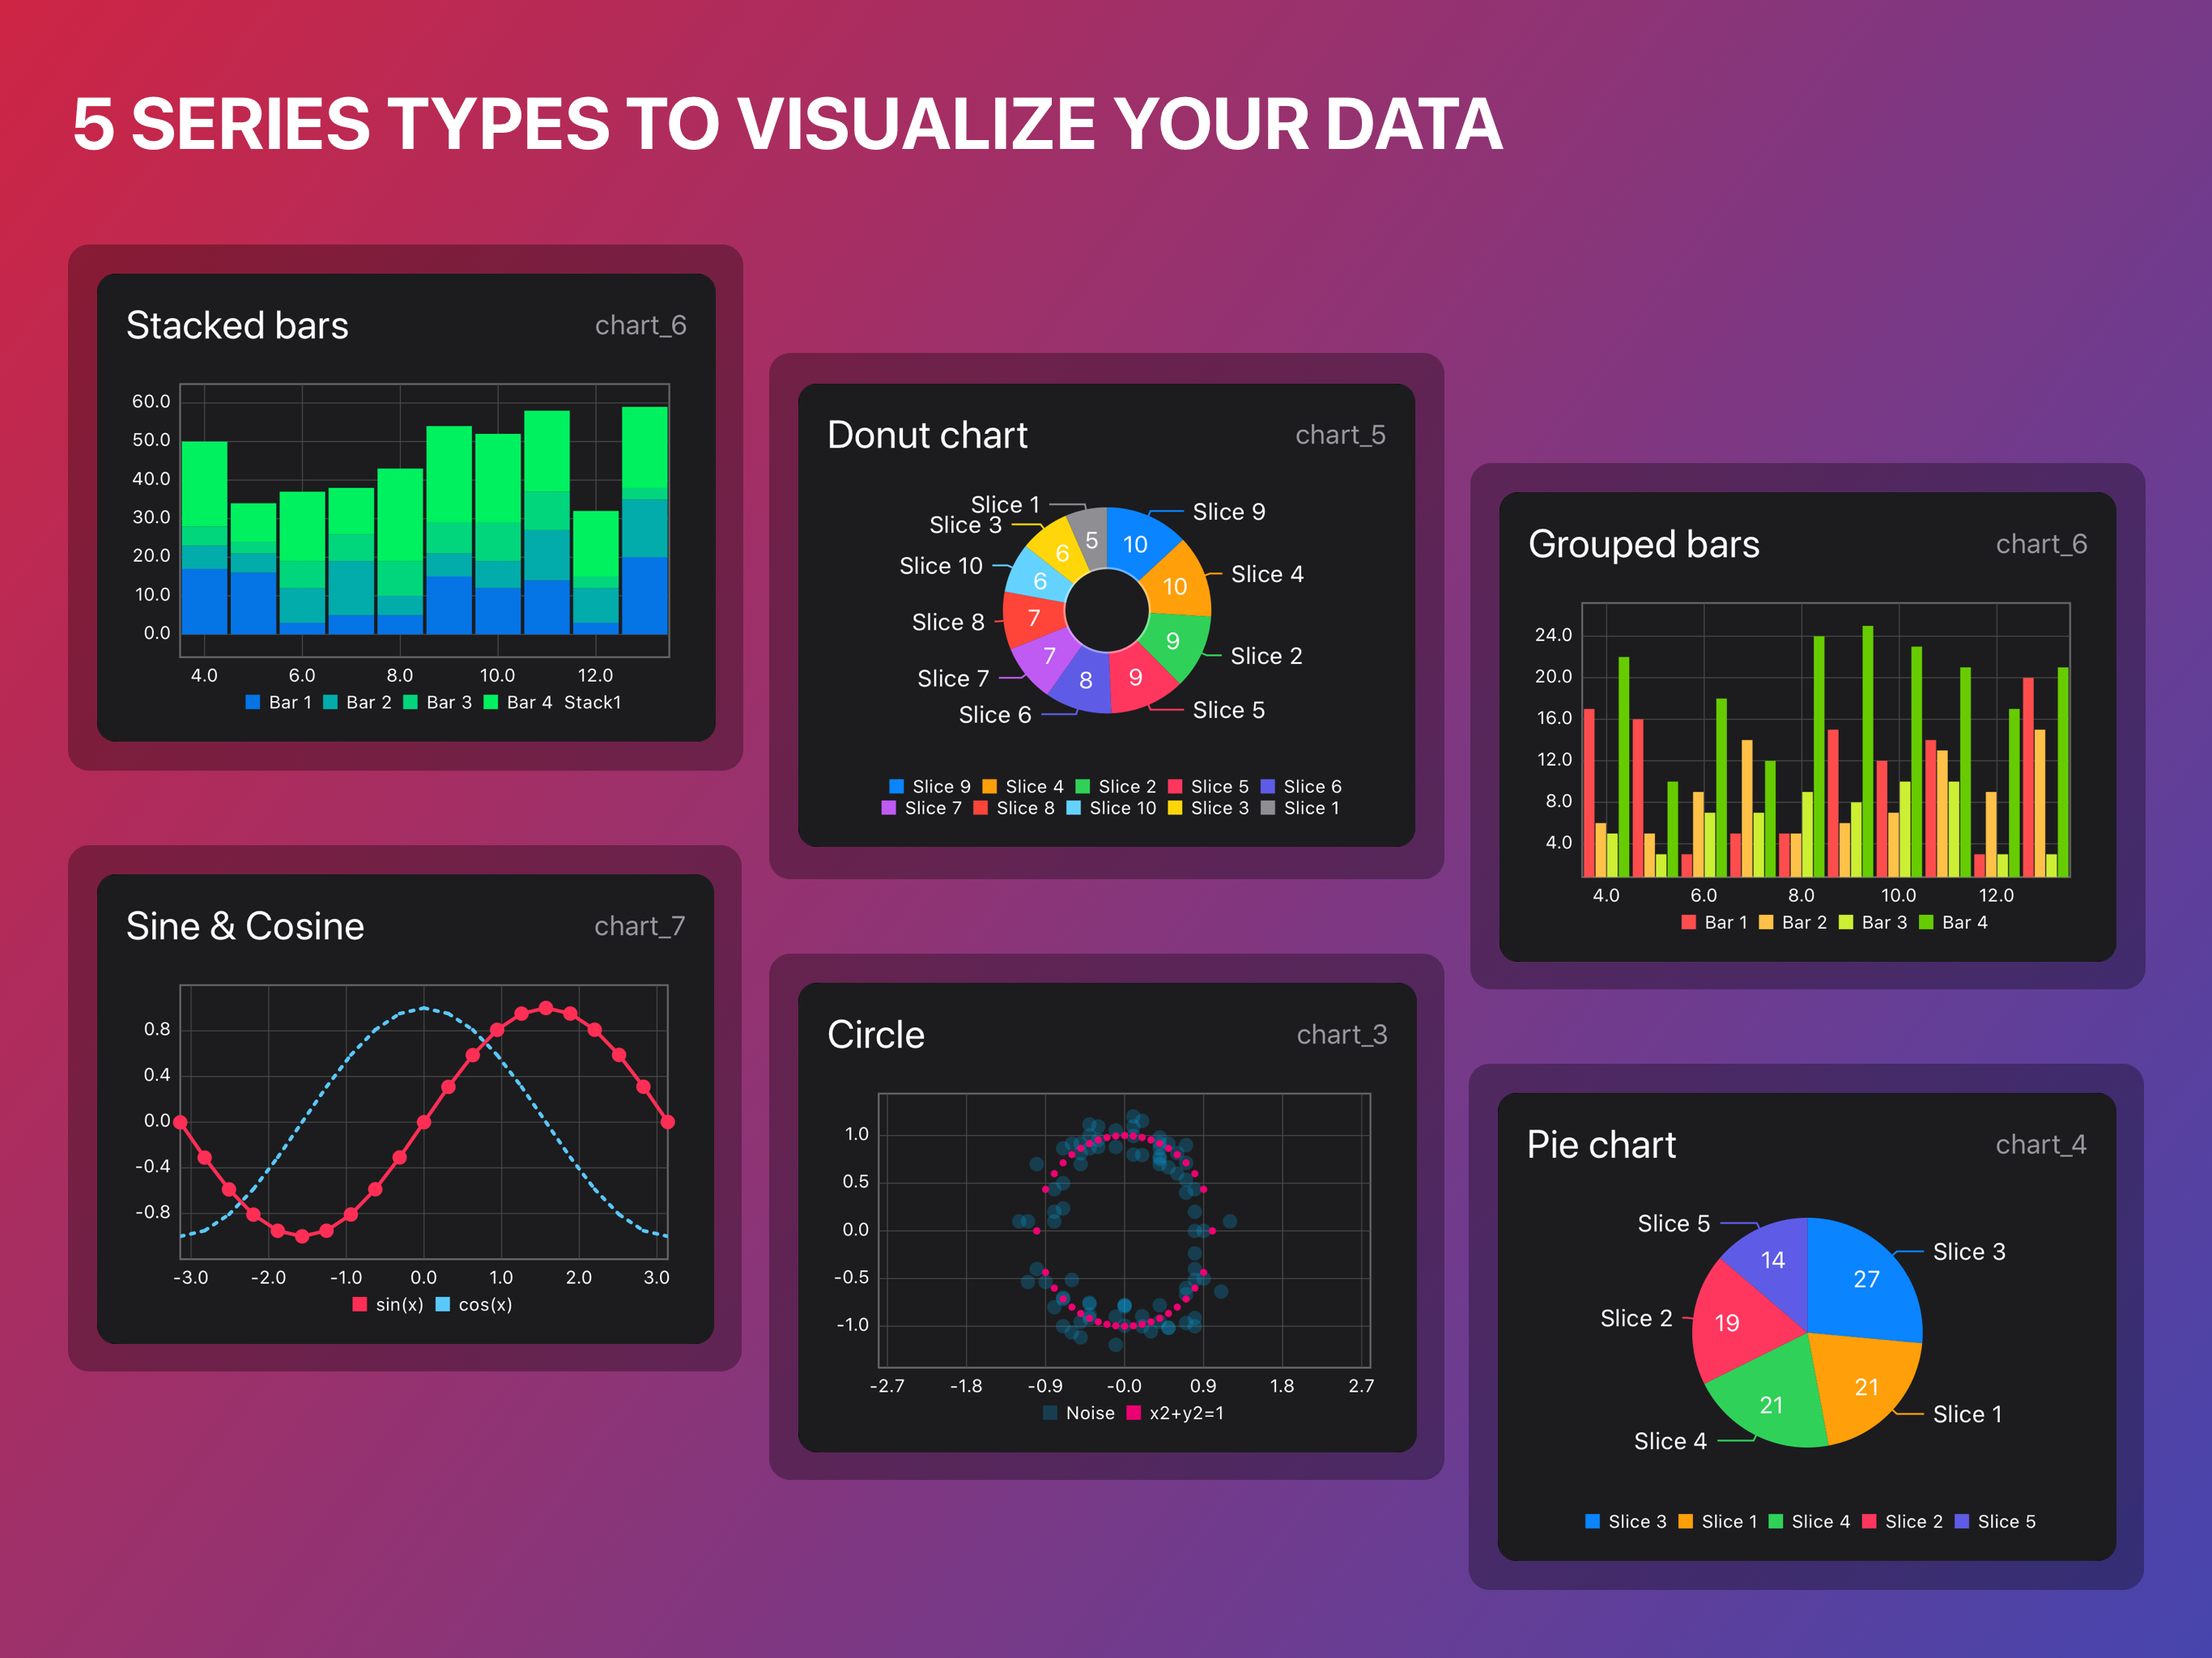 5 SERIES TYPES TO VISUALIZE YOUR DATA
Stacked bars chart_6
60.0
50.0
40.0
30.0
20.0
10.0
0.0
4.0 6.0 8.0 10.0 12.0
Bar 1 Bar 2 Bar 3 Bar 4 Stack1
Donut chart chart_5
Slice 1
Slice 9
Slice 3
Slice 10
Slice 4
Slice 8
Slice 2
Slice 7
Slice 6
Slice 5
5 10
6
6 10
7 9
7
8 9
Slice 9 Slice 4 Slice 2 Slice 5 Slice 6
Slice 7 Slice 8 Slice 10 Slice 3 Slice 1
Grouped bars chart_6
24.0
20.0
16.0
12.0
8.0
4.0
4.0 6.0 8.0 10.0 12.0
Bar 1 Bar 2 Bar 3 Bar 4
Sine & Cosine chart_7
0.8
0.4
0.0
-0.4
-0.8
-3.0 -2.0 -1.0 0.0 1.0 2.0 3.0
sin(x) cos(x)
Circle chart_3
1.0
0.5
0.0
-0.5
-1.0
-2.7 -1.8 -0.9 -0.0 0.9 1.8 2.7
Noise x2+y2=1
Pie chart chart_4
Slice 5
Slice 3
14 27
Slice 2 19
21 21
Slice 1
Slice 4
Slice 3 Slice 1 Slice 4 Slice 2 Slice 5